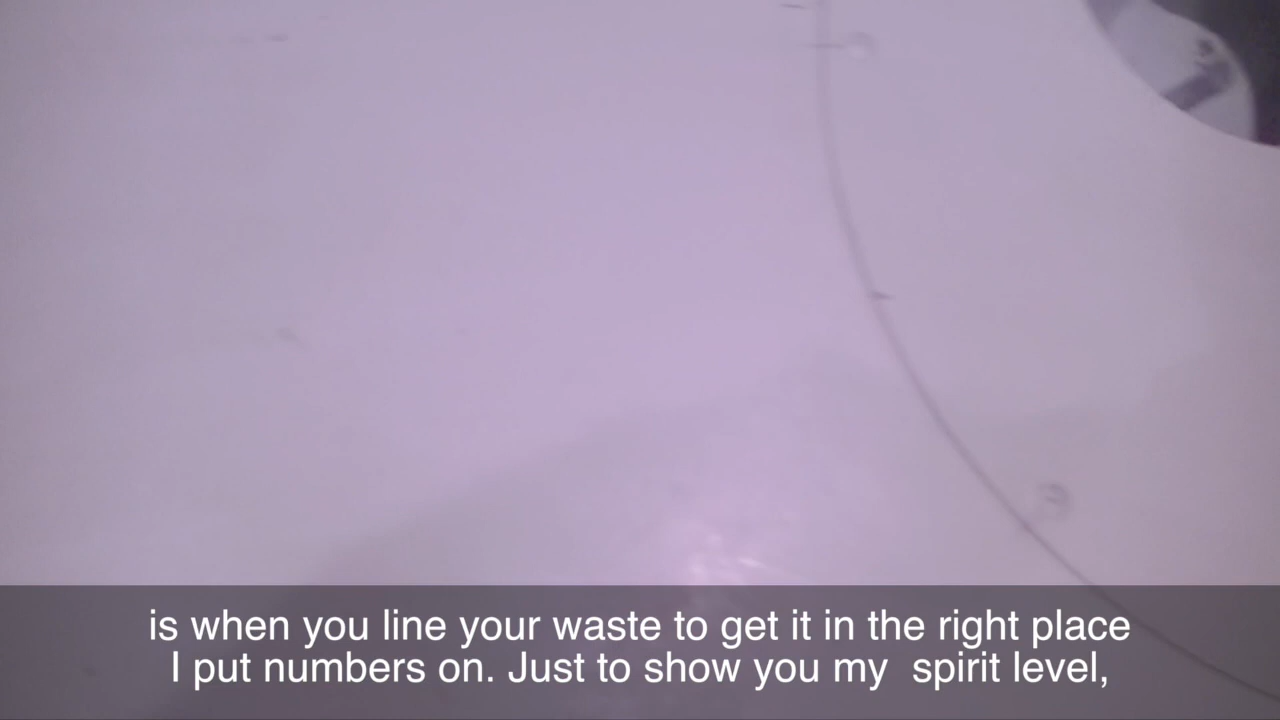 is when you line your waste to get it in the right place
I put numbers on. Just to show you my  spirit level,